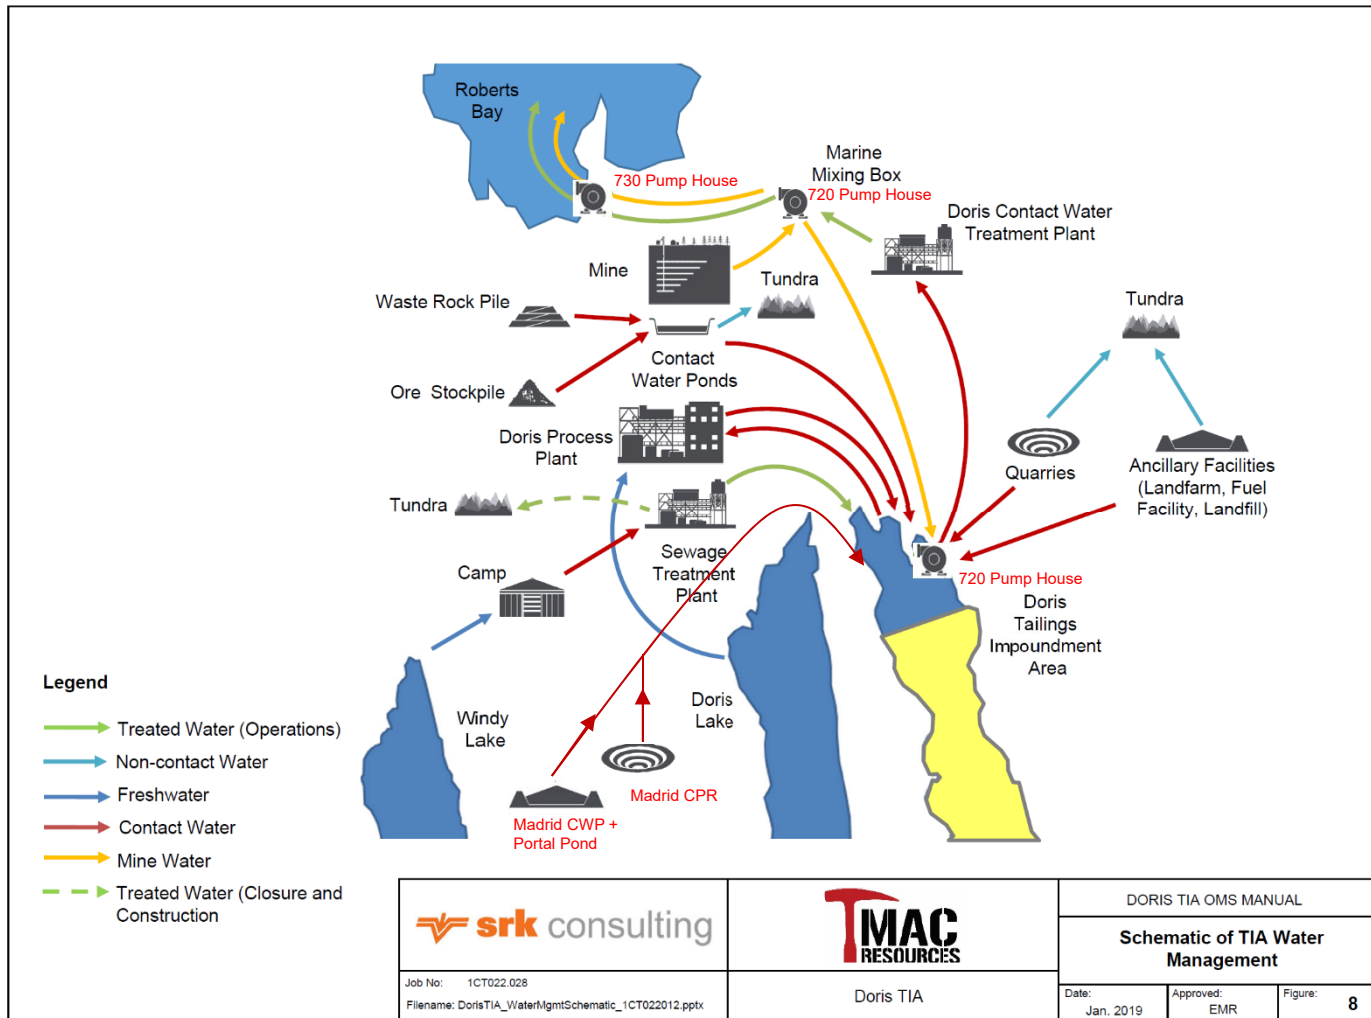 Roberts
Bay
730 Pump House
Marine
Mixing Box
720 Pump House
Doris Contact Water
Treatment Plant
Mine
Tundra
Waste Rock Pile
Tundra
Contact
Water Ponds
Ore Stockpile
Doris Process
Plant
Quarries
Ancillary Facilities
(Landfarm, Fuel
Facility, Landfill)
Tundra
Sewage
Treatment
Plant
Camp
720 Pump House
Doris
Tailings
Impoundment
Area
Windy
Lake
Doris
Lake
Madrid CPR
Madrid CWP +
Portal Pond
Legend
Treated Water (Operations)
Non-contact Water
Freshwater
Contact Water
Mine Water
Treated Water (Closure and
Construction
srk consulting
Job No: 1CT022.028
Filename: DorisTIA_WaterMgmtSchematic_1CT022012.pptx
TMAC
RESOURCES
Doris TIA
DORIS TIA OMS MANUAL
Schematic of TIA Water
Management
Date:
Jan. 2019
Approved:
EMR
Figure:
8